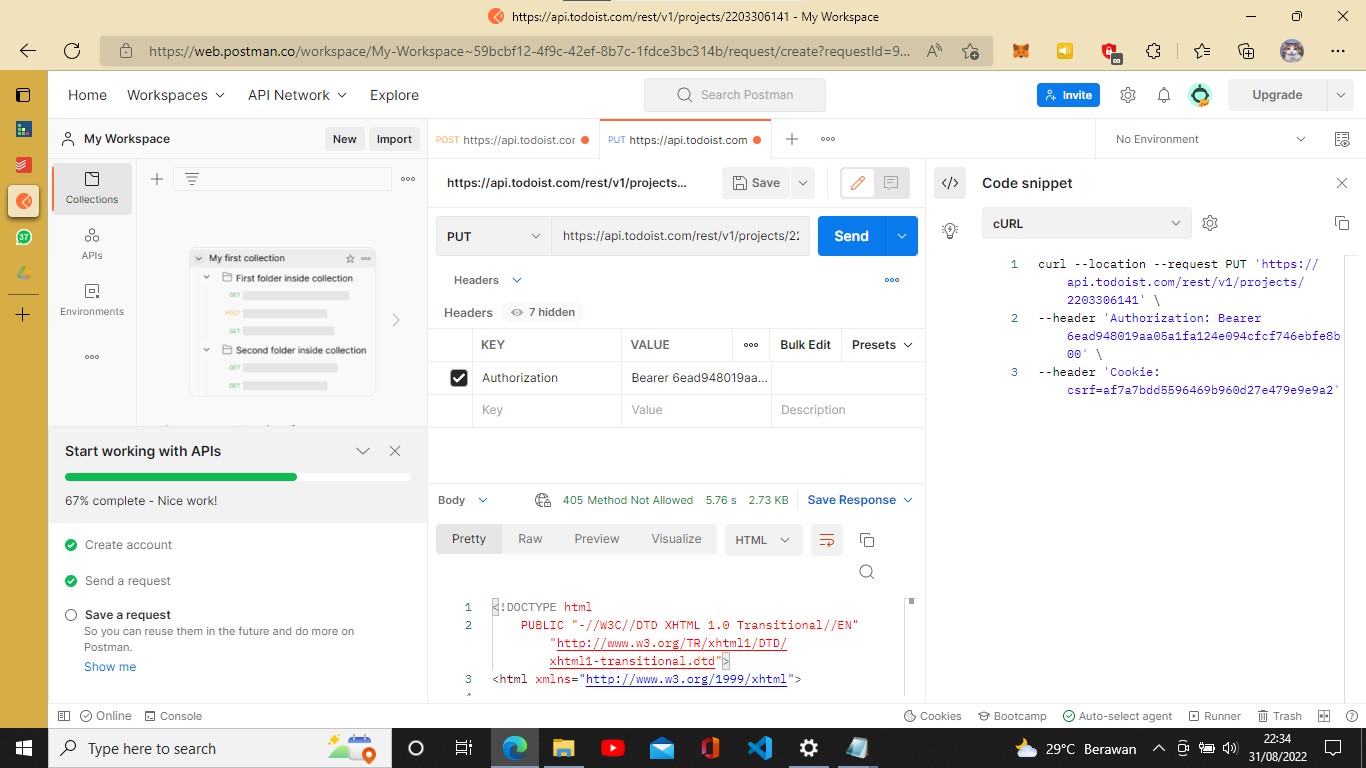 https://api.todoist.com/rest/v1/projects/2203306141 - My Workspace
https://web.postman.co/workspace/My-Workspace~59bcbf12-4f9c-42ef-8b7c-1fdce3bc314b/request/create?requestId=9...
Home Workspaces API Network Explore Search Postman Invite Upgrade
My Workspace New Import
POST https://api.todoist.cor PUT https://api.todoist.com No Environment
Collections
APIs
Environments
My first collection
First folder inside collection
GET
POST
GET
Second folder inside collection
GET
GET
https://api.todoist.com/rest/v1/projects... Save
PUT https://api.todoist.com/rest/v1/projects/22 Send
Headers
Headers 7 hidden
KEY VALUE Bulk Edit Presets
Authorization Bearer 6ead948019aa...
Key Value Description
Code snippet
cURL
1 curl --location --request PUT 'https://
api.todoist.com/rest/v1/projects/
2203306141' \
2 --header 'Authorization: Bearer
6ead948019aa05a1fa124e094cfcf746ebfe8b
00' \
3 --header 'Cookie:
csrf=af7a7bdd5596469b960d27e479e9e9a2'
Start working with APIs
67% complete - Nice work!
Create account
Send a request
Save a request
So you can reuse them in the future and do more on
Postman.
Show me
Body 405 Method Not Allowed 5.76 s 2.73 KB Save Response
Pretty Raw Preview Visualize HTML
1 <!DOCTYPE html
2 PUBLIC "-//W3C//DTD XHTML 1.0 Transitional//EN"
"http://www.w3.org/TR/xhtml1/DTD/
xhtml1-transitional.dtd">
3 <html xmlns="http://www.w3.org/1999/xhtml">
Online Console Cookies Bootcamp Auto-select agent Runner Trash
Type here to search 29°C Berawan 22:34
31/08/2022
37